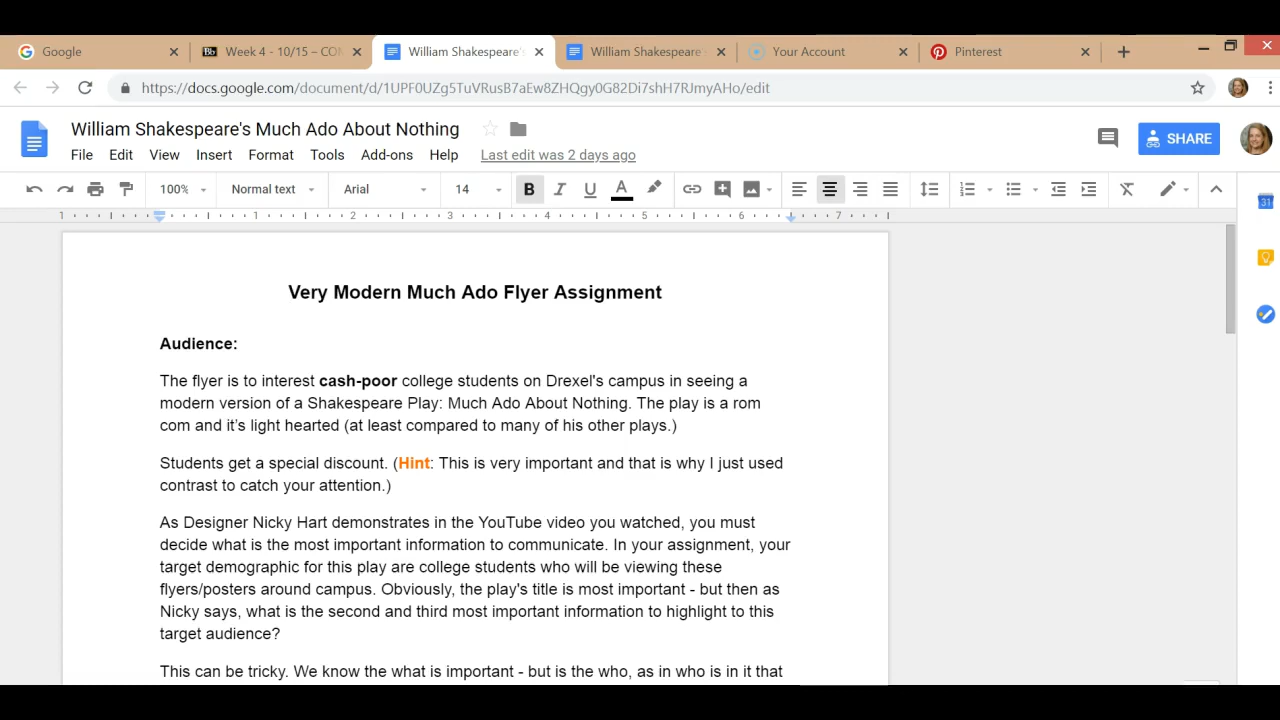 Google
Week 4 - 10/15 – CON
William Shakespeare's
William Shakespeare -
Your Account
Pinterest
https://docs.google.com/document/d/1UPF0UZg5TuVRusB7aEw8ZHQgy0G82Di7shH7RJmyAHo/edit
William Shakespeare's Much Ado About Nothing
File Edit View Insert Format Tools Add-ons Help Last edit was 2 days ago
SHARE
100% Normal text Arial 14 B I U A
1 1 2 3 4 5 6 7
31
Very Modern Much Ado Flyer Assignment
Audience:
The flyer is to interest cash-poor college students on Drexel's campus in seeing a
modern version of a Shakespeare Play: Much Ado About Nothing. The play is a rom
com and it's light hearted (at least compared to many of his other plays.)
Students get a special discount. (Hint: This is very important and that is why I just used
contrast to catch your attention.)
As Designer Nicky Hart demonstrates in the YouTube video you watched, you must
decide what is the most important information to communicate. In your assignment, your
target demographic for this play are college students who will be viewing these
flyers/posters around campus. Obviously, the play's title is most important - but then as
Nicky says, what is the second and third most important information to highlight to this
target audience?
This can be tricky. We know the what is important - but is the who, as in who is in it that